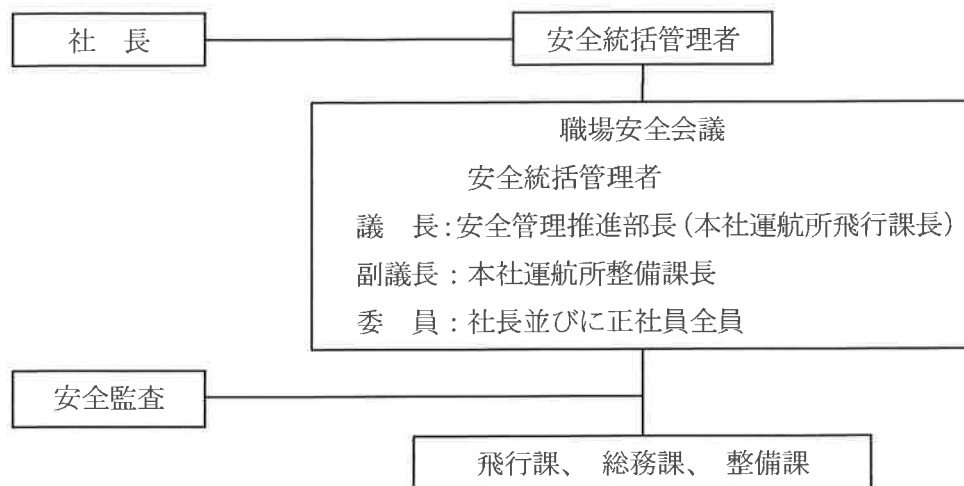 社　長
安全統括管理者
職場安全会議
安全統括管理者
議　長：安全管理推進部長（本社運航所飛行課長）
副議長：本社運航所整備課長
委　員：社長並びに正社員全員
安全監査
飛行課、　総務課、　整備課